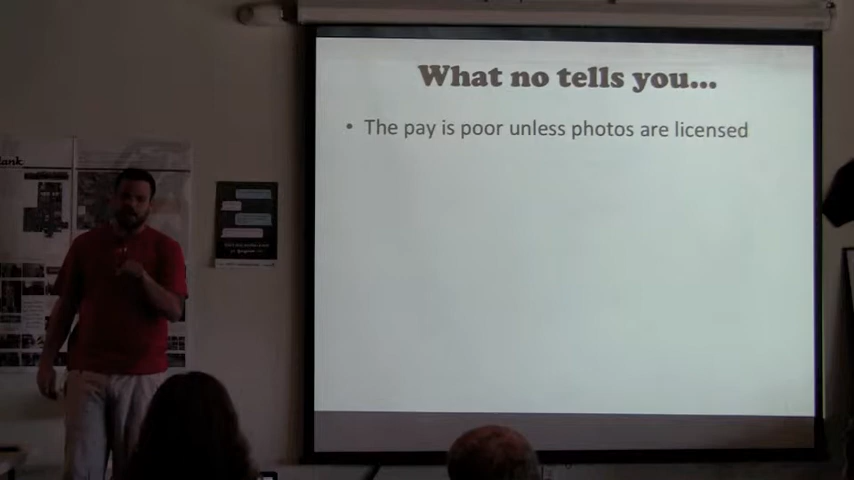 What no tells you...
• The pay is poor unless photos are licensed